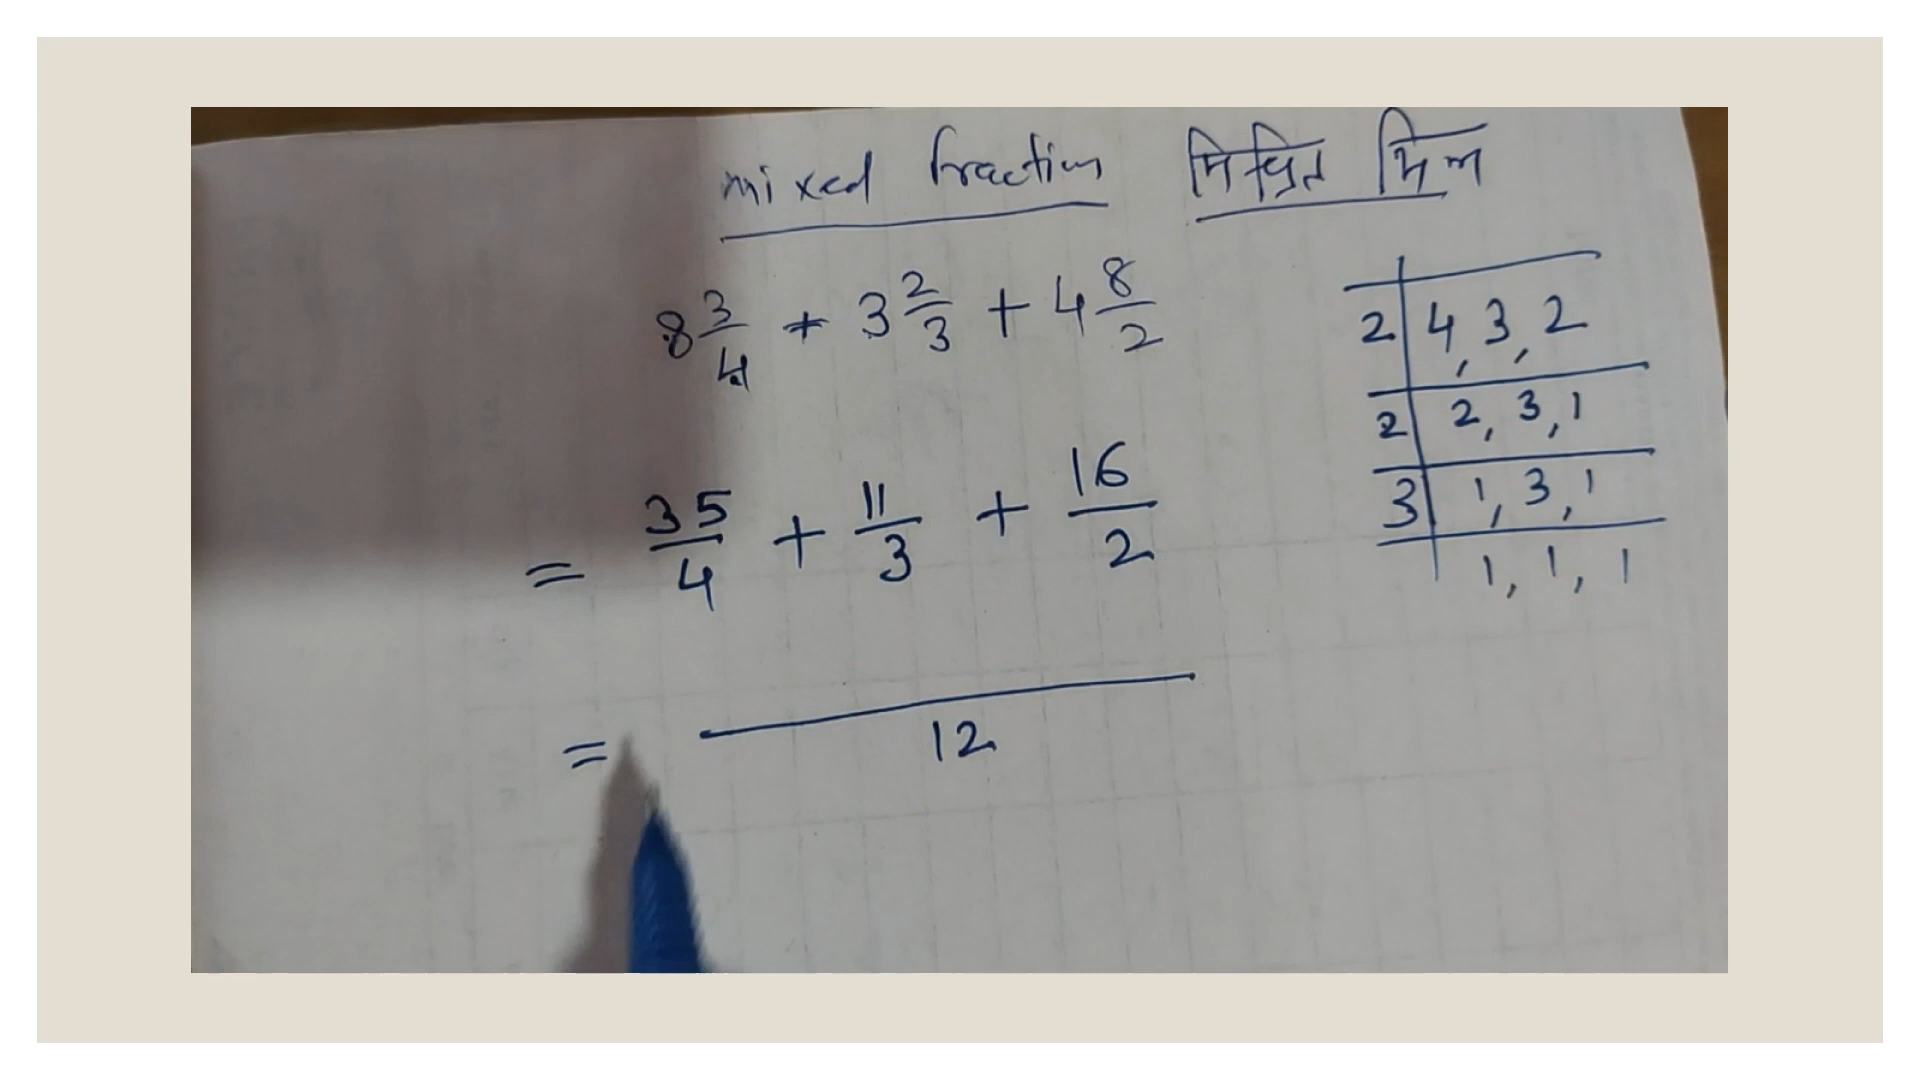 mixed fraction मिश्रित भिन्न
8 3/4 + 3 2/3 + 4 8/2
= 35/4 + 11/3 + 16/2
= /12
2 | 4, 3, 2
2 | 2, 3, 1
3 | 1, 3, 1
1, 1, 1